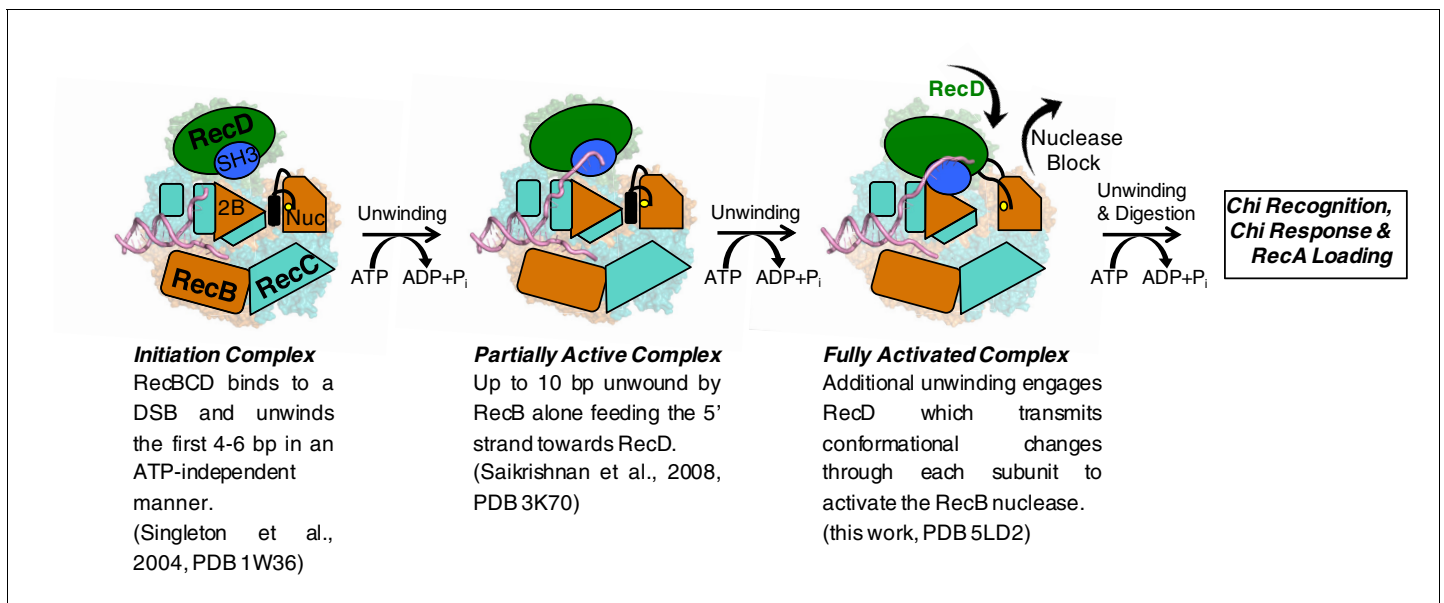 RecD
SH3
2B
Nuc
RecB
RecC
Unwinding
ATP ADP+Pi
Unwinding
ATP ADP+Pi
RecD
Nuclease
Block
Unwinding
& Digestion
ATP ADP+Pi
Chi Recognition,
Chi Response &
RecA Loading
Initiation Complex
RecBCD binds to a
DSB and unwinds
the first 4-6 bp in an
ATP-independent
manner.
(Singleton et al.,
2004, PDB 1W36)
Partially Active Complex
Up to 10 bp unwound by
RecB alone feeding the 5'
strand towards RecD.
(Saikrishnan et al., 2008,
PDB 3K70)
Fully Activated Complex
Additional unwinding engages
RecD which transmits
conformational changes
through each subunit to
activate the RecB nuclease.
(this work, PDB 5LD2)